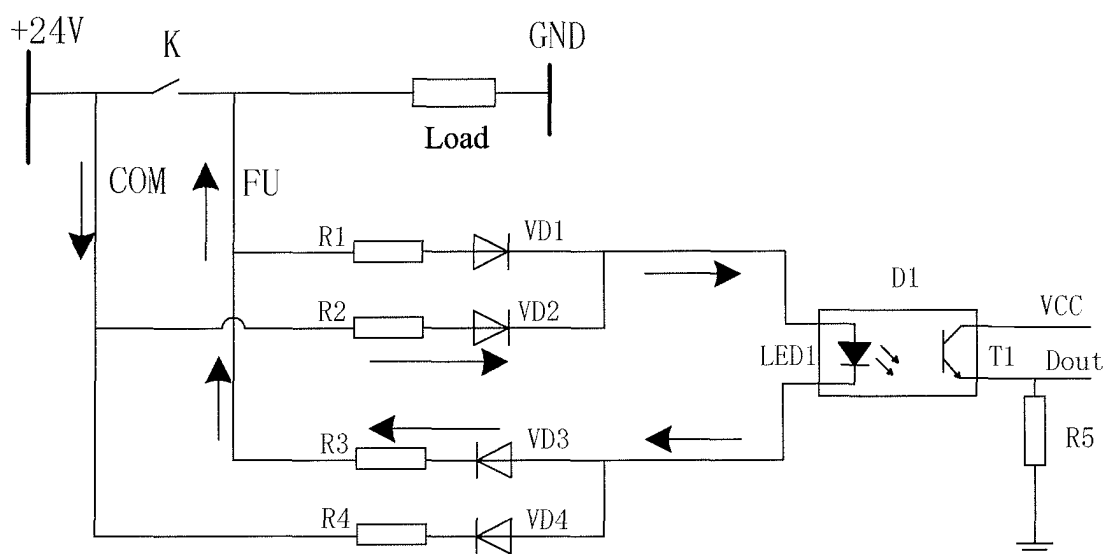 +24V
K
GND
Load
COM
FU
R1
VD1
R2
VD2
D1
VCC
LED1
T1
Dout
R3
VD3
R5
R4
VD4